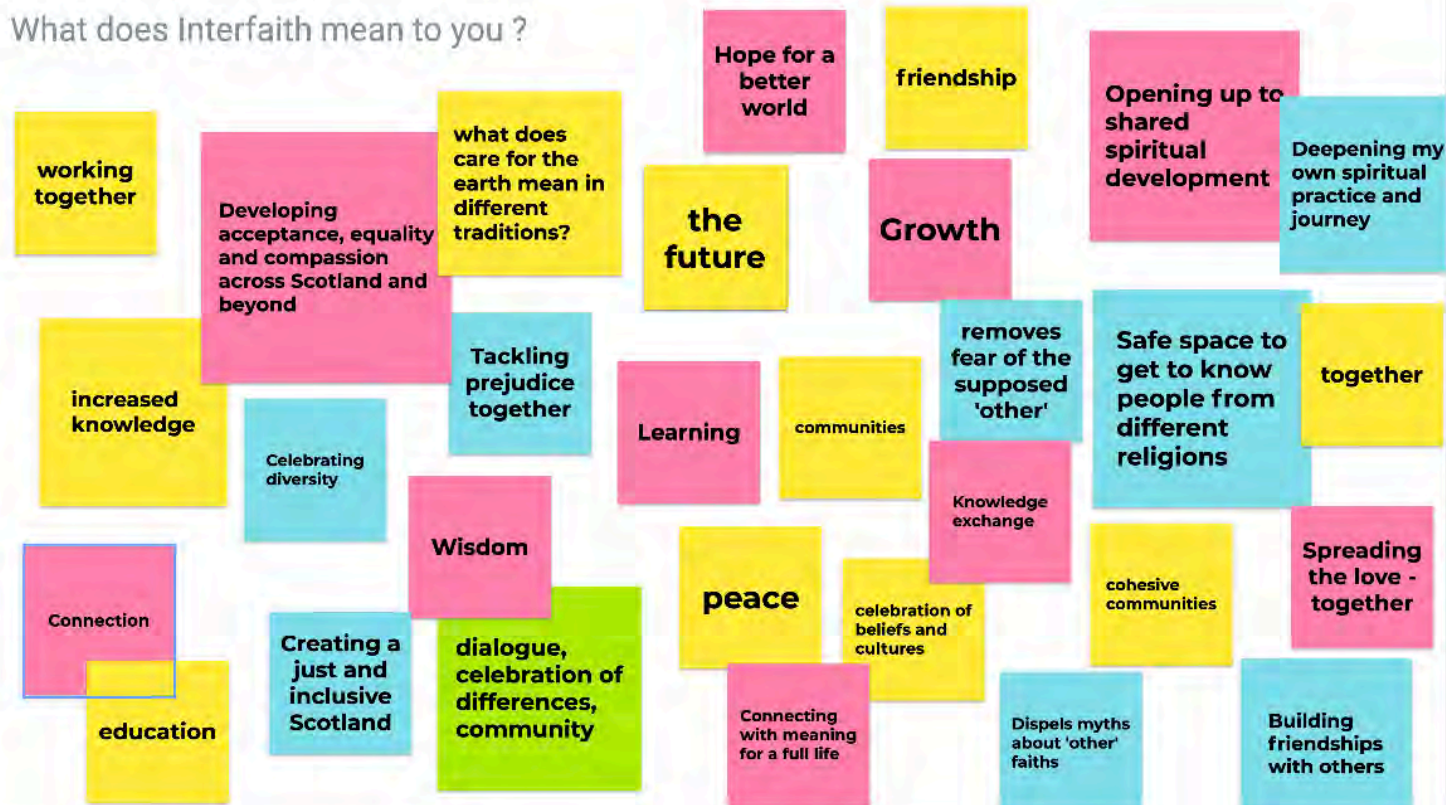 What does Interfaith mean to you ?
Hope for a
better
world
friendship
Opening up to
shared
spiritual
development
Deepening my
own spiritual
practice and
journey
working
together
Developing
acceptance, equality
and compassion
across Scotland and
beyond
what does
care for the
earth mean in
different
traditions?
the
future
Growth
increased
knowledge
Celebrating
diversity
Tackling
prejudice
together
Learning
communities
removes
fear of the
supposed
'other'
Safe space to
get to know
people from
different
religions
together
Knowledge
exchange
Wisdom
Connection
education
Creating a
just and
inclusive
Scotland
dialogue,
celebration of
differences,
community
peace
celebration of
beliefs and
cultures
cohesive
communities
Spreading
the love -
together
Connecting
with meaning
for a full life
Dispels myths
about 'other'
faiths
Building
friendships
with others